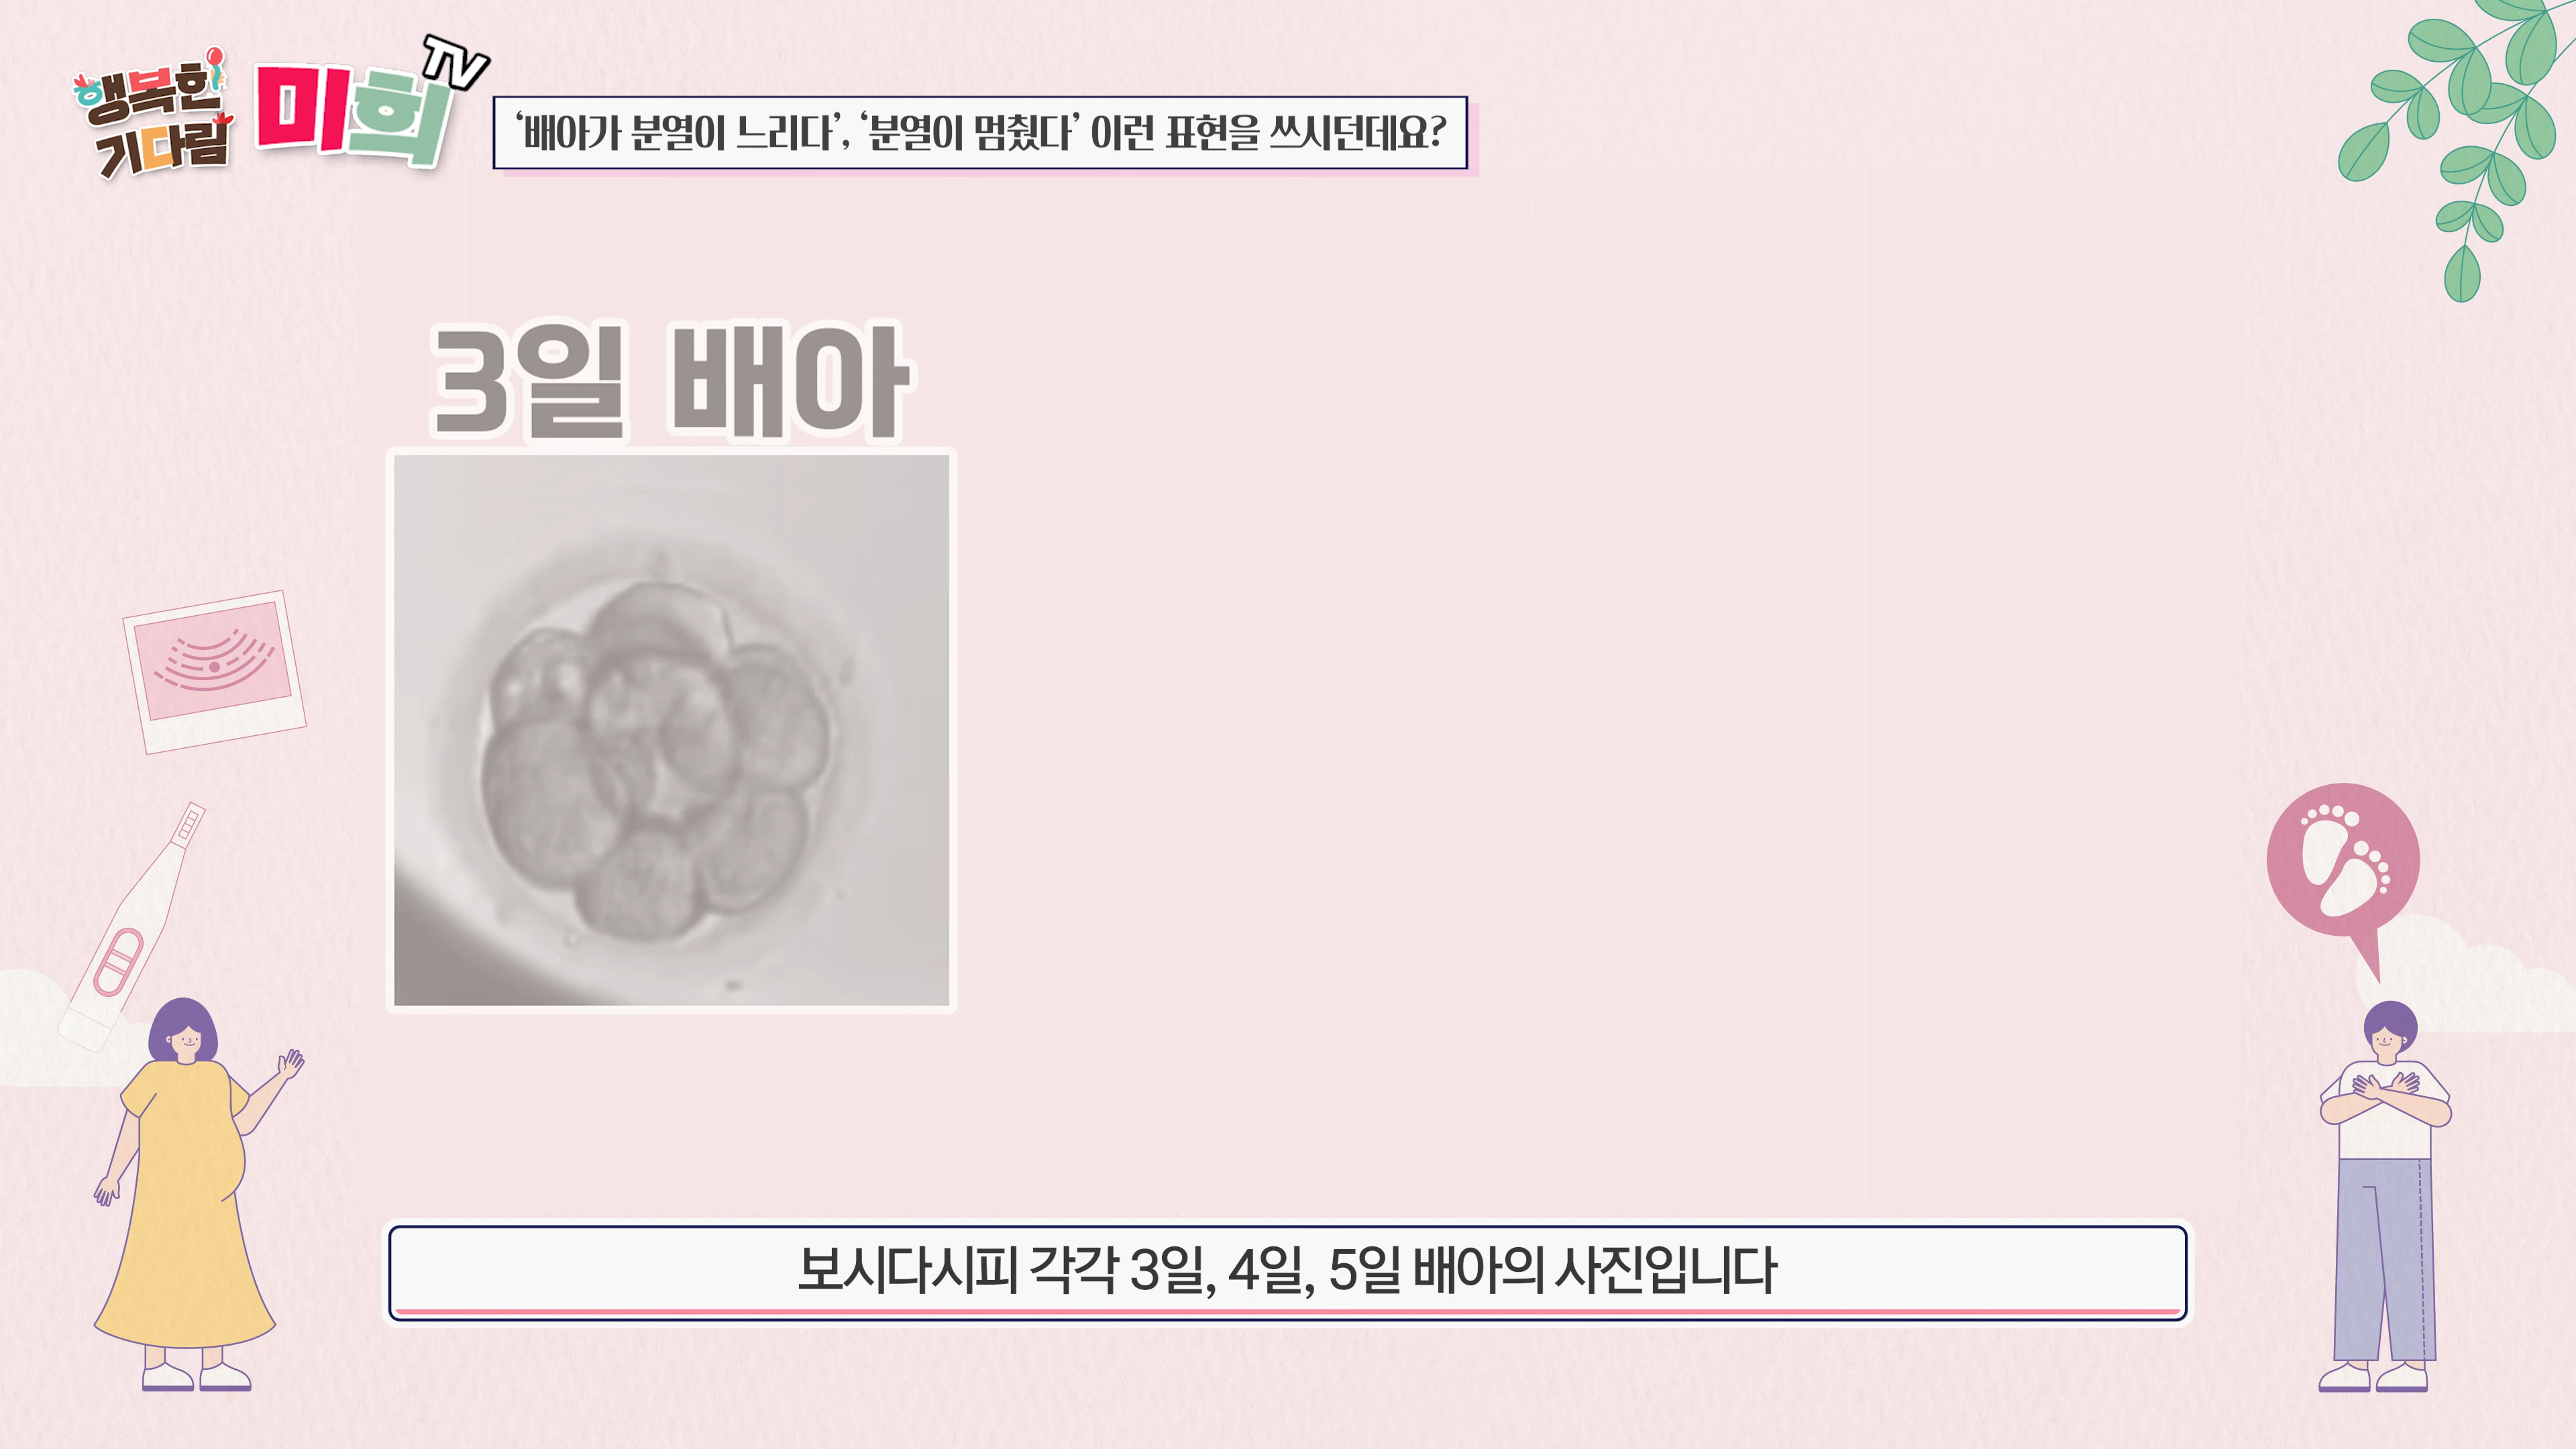 행복한
기다림
미희
TV
‘배아가 분열이 느리다’, ‘분열이 멈췄다’ 이런 표현을 쓰시던데요?
3일 배아
보시다시피 각각 3일, 4일, 5일 배아의 사진입니다